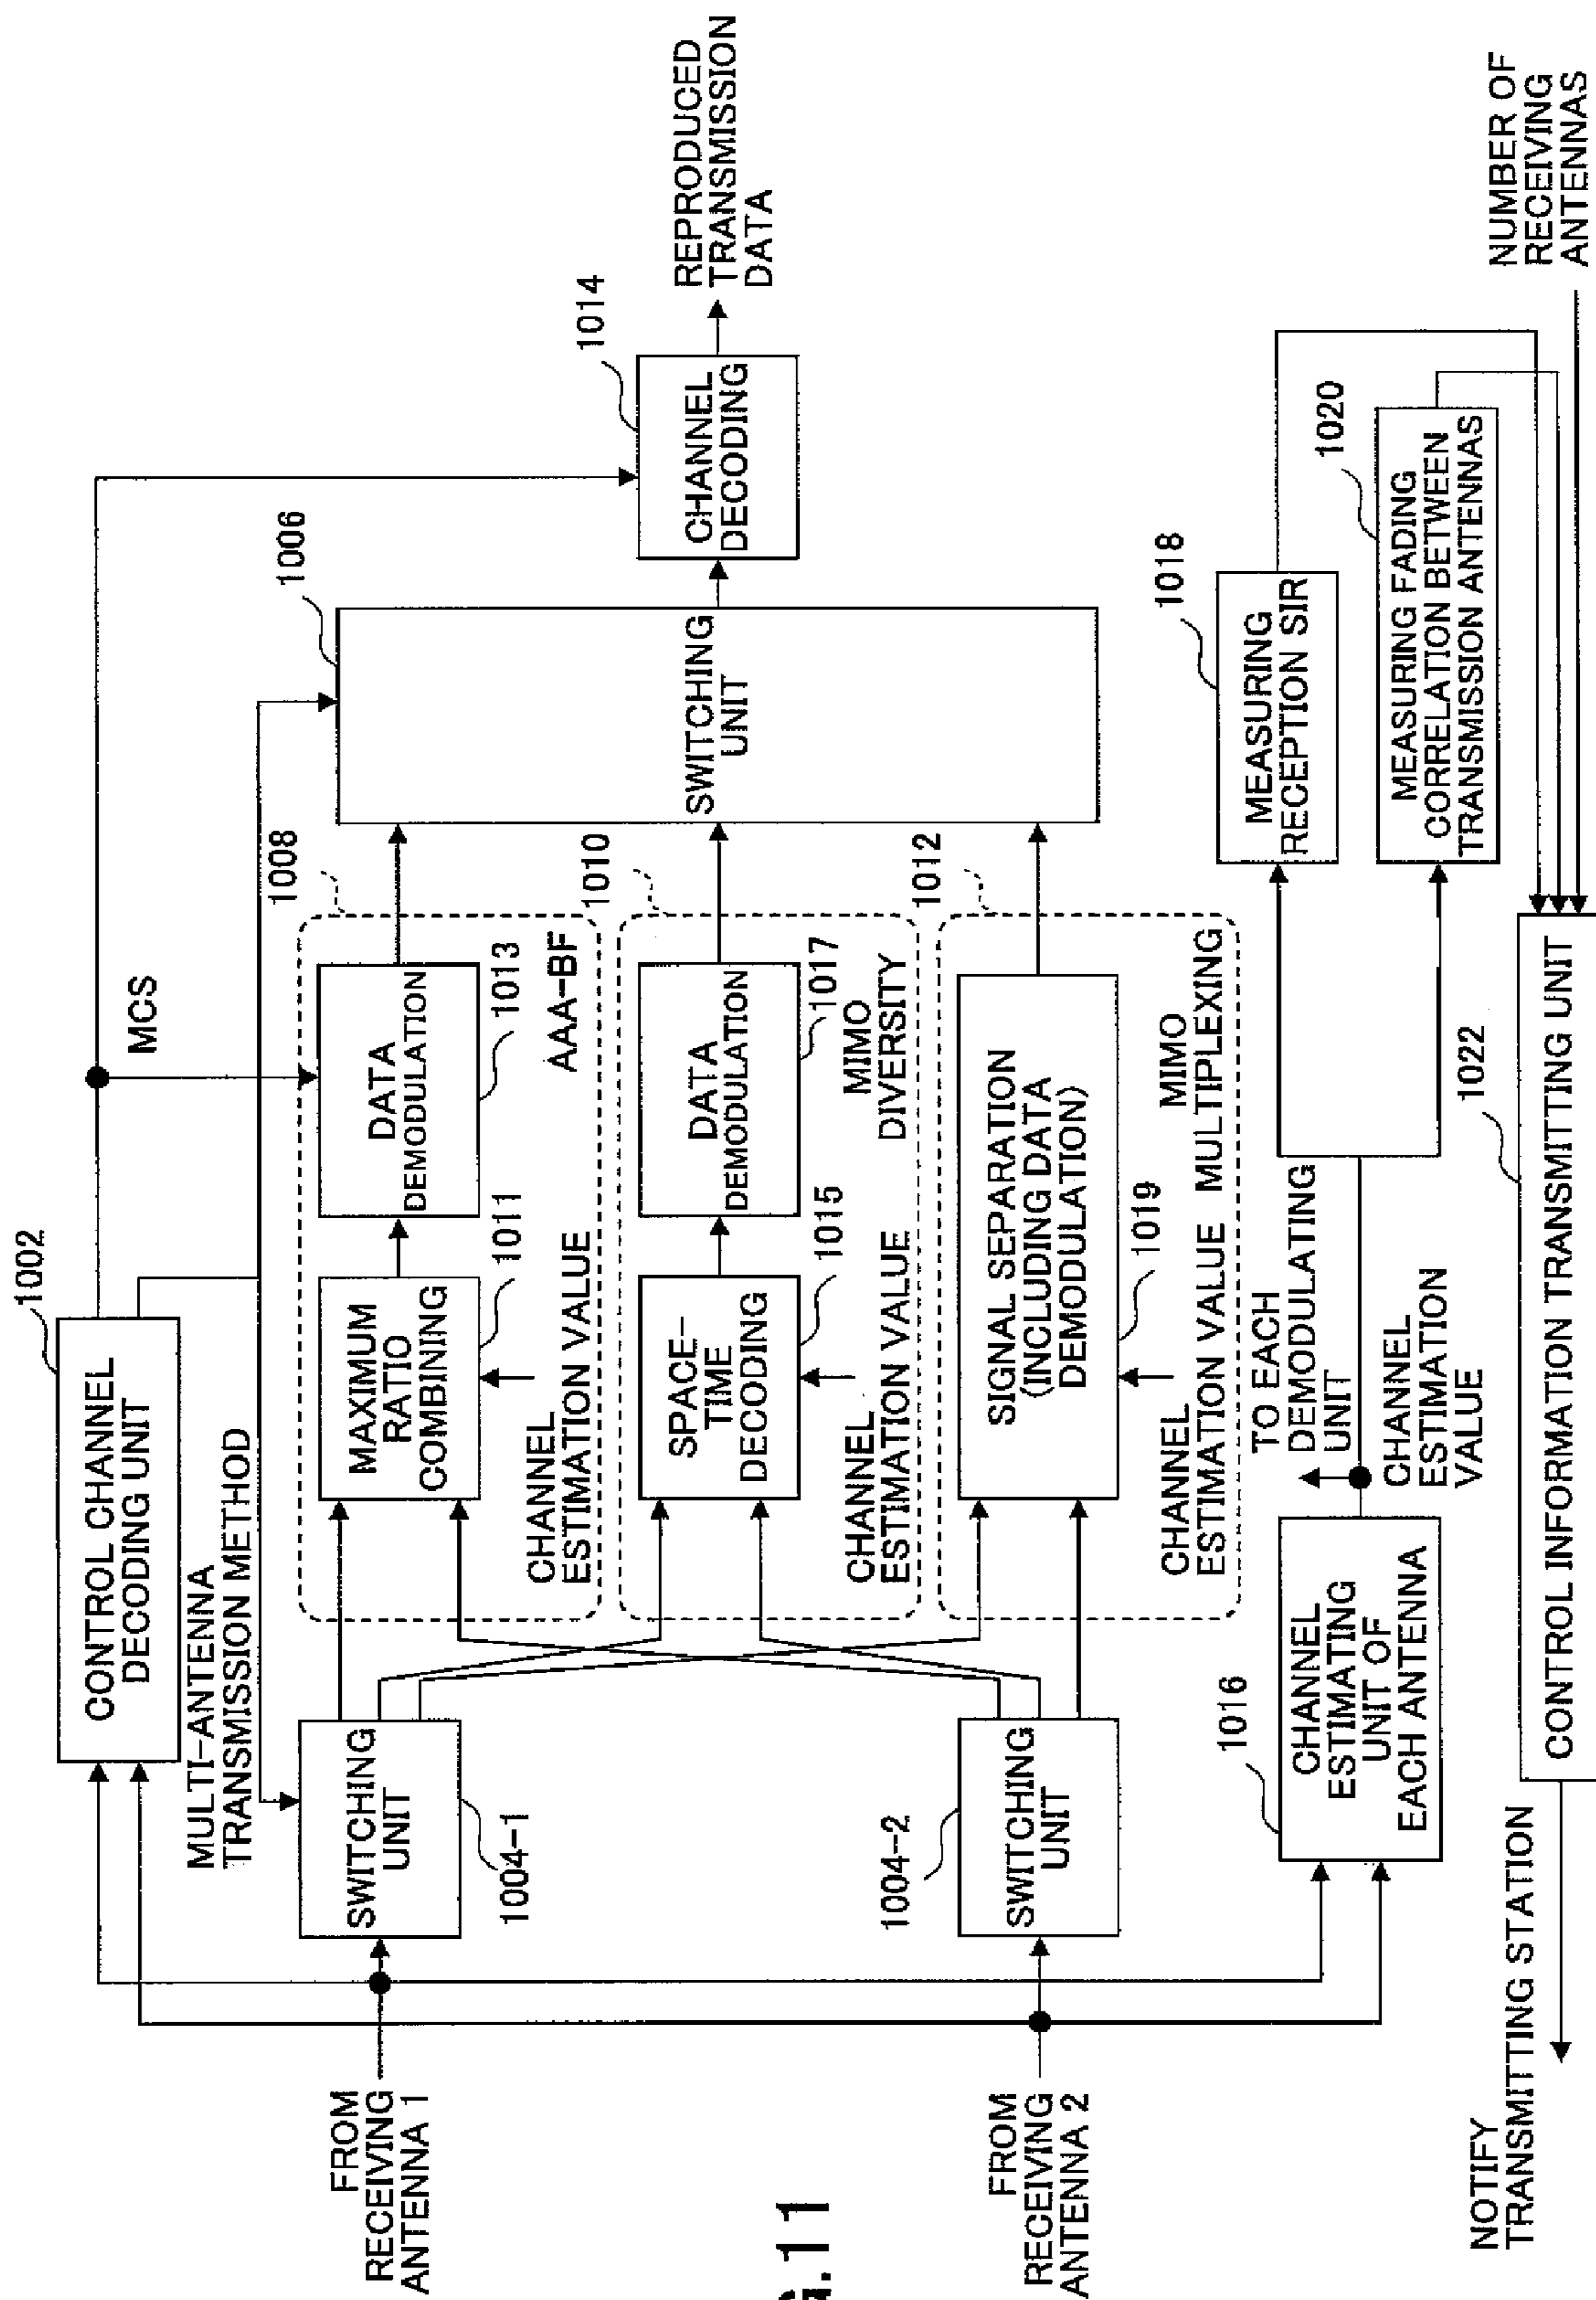 G.11
1002
CONTROL CHANNEL
DECODING UNIT
MCS
MULTI-ANTENNA
TRANSMISSION METHOD
FROM
RECEIVING
ANTENNA 1
SWITCHING
UNIT
1004-1
MAXIMUM
RATIO
COMBINING
1011
CHANNEL
ESTIMATION VALUE
DATA
DEMODULATION
1013
AAA-BF
1008
1006
SWITCHING
UNIT
1014
CHANNEL
DECODING
REPRODUCED
TRANSMISSION
DATA
SPACE-
TIME
DECODING
1015
CHANNEL
ESTIMATION VALUE
DATA
DEMODULATION
1017
MIMO
DIVERSITY
1010
FROM
RECEIVING
ANTENNA 2
1004-2
SWITCHING
UNIT
SIGNAL SEPARATION
(INCLUDING DATA
DEMODULATION)
1019
CHANNEL
ESTIMATION VALUE
MIMO
MULTIPLEXING
1012
1016
CHANNEL
ESTIMATING
UNIT OF
EACH ANTENNA
TO EACH
DEMODULATING
UNIT
CHANNEL
ESTIMATION
VALUE
1018
MEASURING
RECEPTION SIR
1020
MEASURING FADING
CORRELATION BETWEEN
TRANSMISSION ANTENNAS
NUMBER OF
RECEIVING
ANTENNAS
1022
CONTROL INFORMATION TRANSMITTING UNIT
NOTIFY
TRANSMITTING STATION